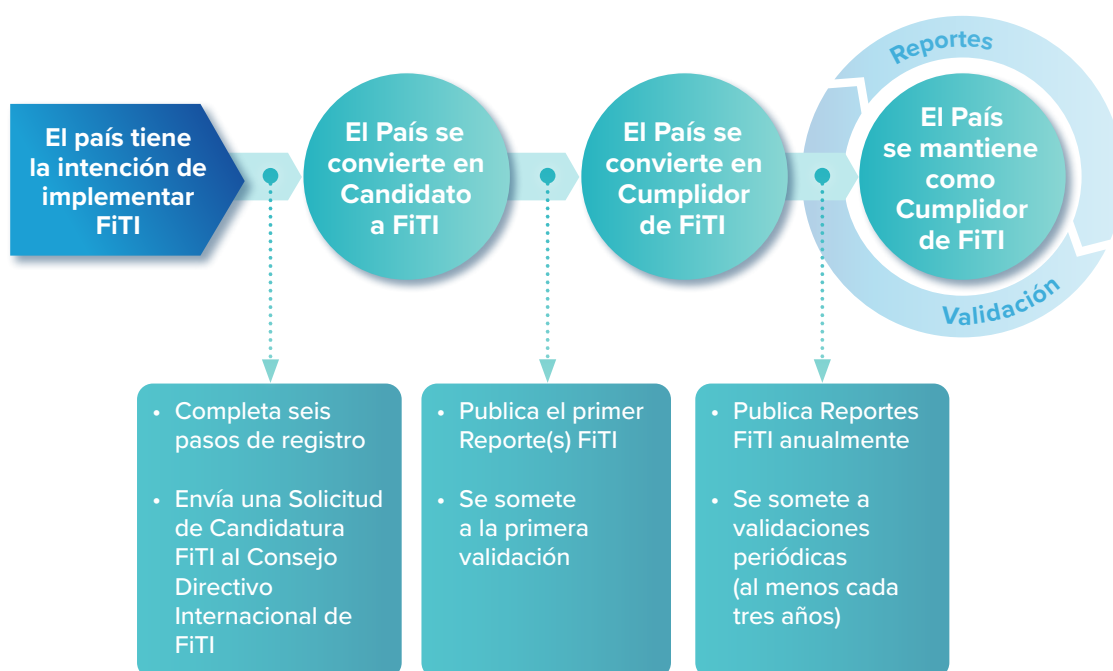 El país tiene
la intención de
implementar
FiTI
El País se
convierte en
Candidato
a FiTI
El País se
convierte en
Cumplidor
de FiTI
Reportes
El País
se mantiene
como
Cumplidor
de FiTI
Validación
• Completa seis
pasos de registro
• Envía una Solicitud
de Candidatura
FiTI al Consejo
Directivo
Internacional de
FiTI
• Publica el primer
Reporte(s) FiTI
• Se somete
a la primera
validación
• Publica Reportes
FiTI anualmente
• Se somete a
validaciones
periódicas
(al menos cada
tres años)